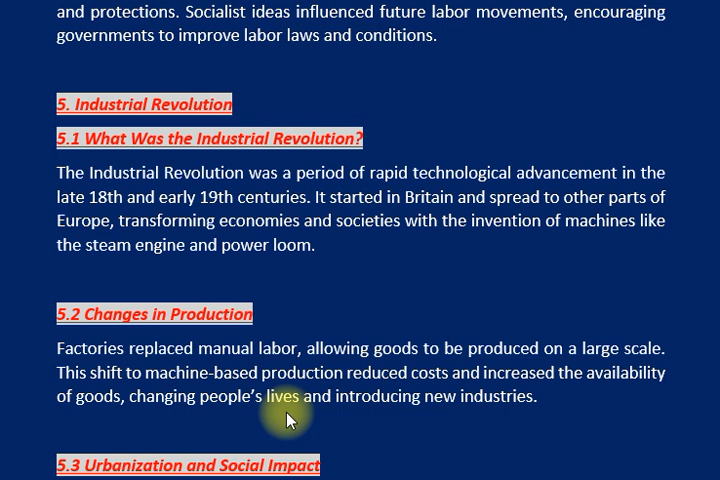 and protections. Socialist ideas influenced future labor movements, encouraging
governments to improve labor laws and conditions.
5. Industrial Revolution
5.1 What Was the Industrial Revolution?
The Industrial Revolution was a period of rapid technological advancement in the
late 18th and early 19th centuries. It started in Britain and spread to other parts of
Europe, transforming economies and societies with the invention of machines like
the steam engine and power loom.
5.2 Changes in Production
Factories replaced manual labor, allowing goods to be produced on a large scale.
This shift to machine-based production reduced costs and increased the availability
of goods, changing people’s lives and introducing new industries.
5.3 Urbanization and Social Impact